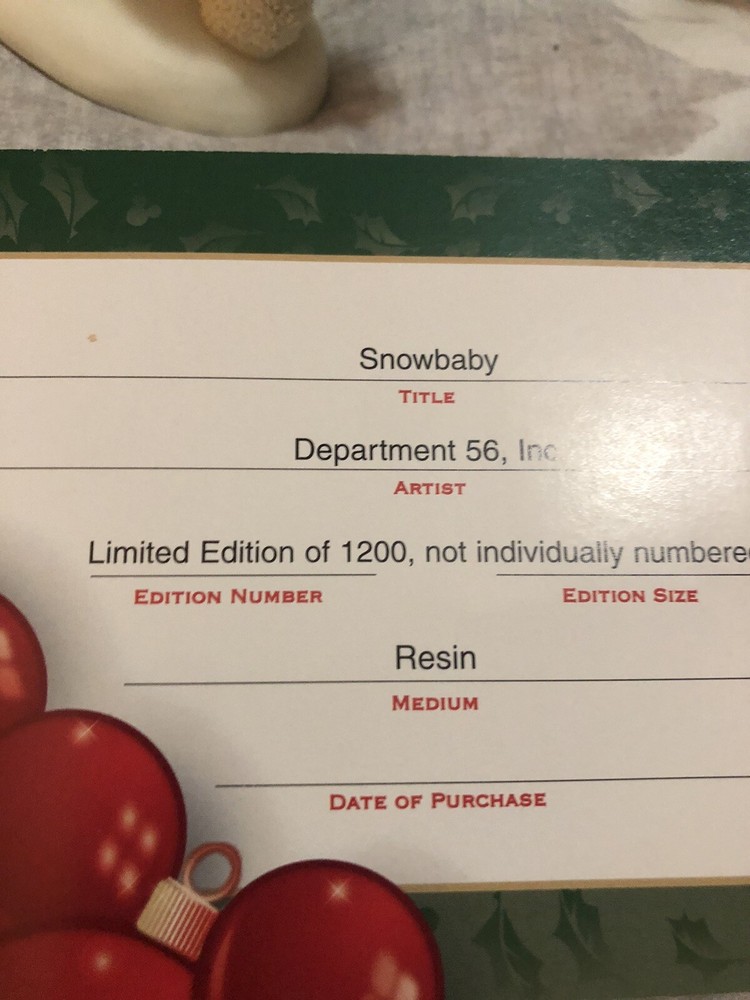 Snowbaby
TITLE
Department 56, Inc
ARTIST
Limited Edition of 1200, not individually numbere
EDITION NUMBER EDITION SIZE
Resin
MEDIUM
DATE OF PURCHASE